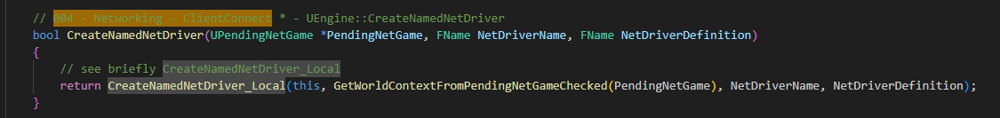 // 004 - Networking - ClientConnect * - UEngine::CreateNamedNetDriver
bool CreateNamedNetDriver(UPendingNetGame *PendingNetGame, FName NetDriverName, FName NetDriverDefinition)
{
// see briefly CreateNamedNetDriver_Local
return CreateNamedNetDriver_Local(this, GetWorldContextFromPendingNetGameChecked(PendingNetGame), NetDriverName, NetDriverDefinition);
}